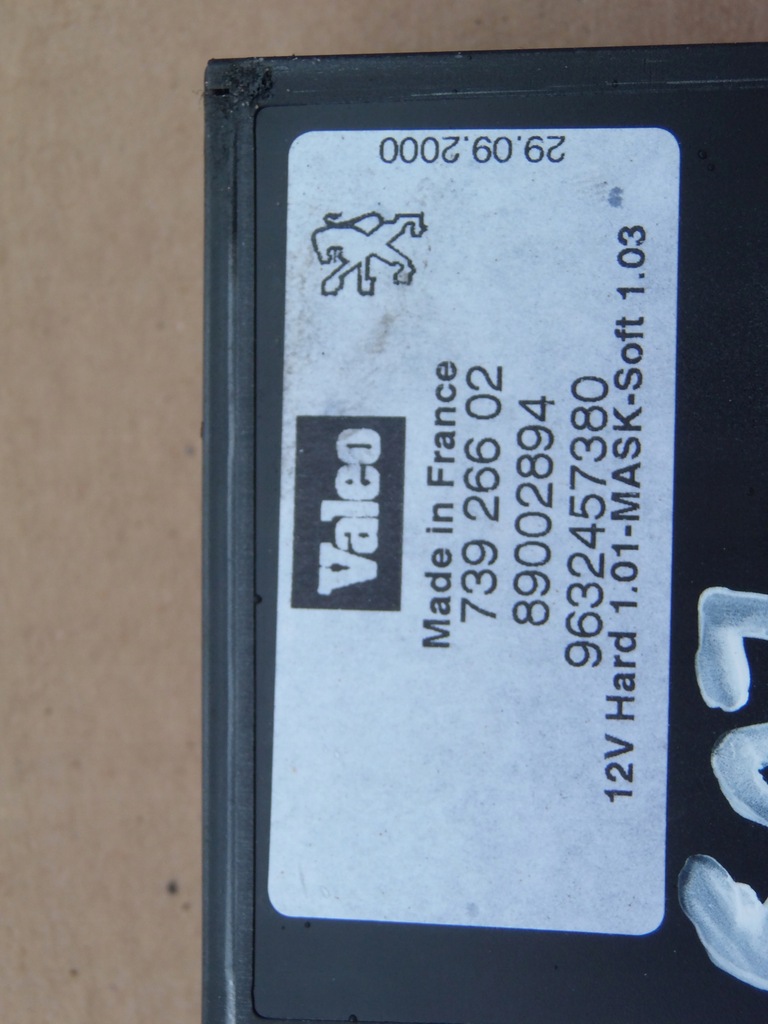 29.09.2000
Valeo
Made in France
739 266 02
89002894
9632457380
12V Hard 1.01-MASK-Soft 1.03